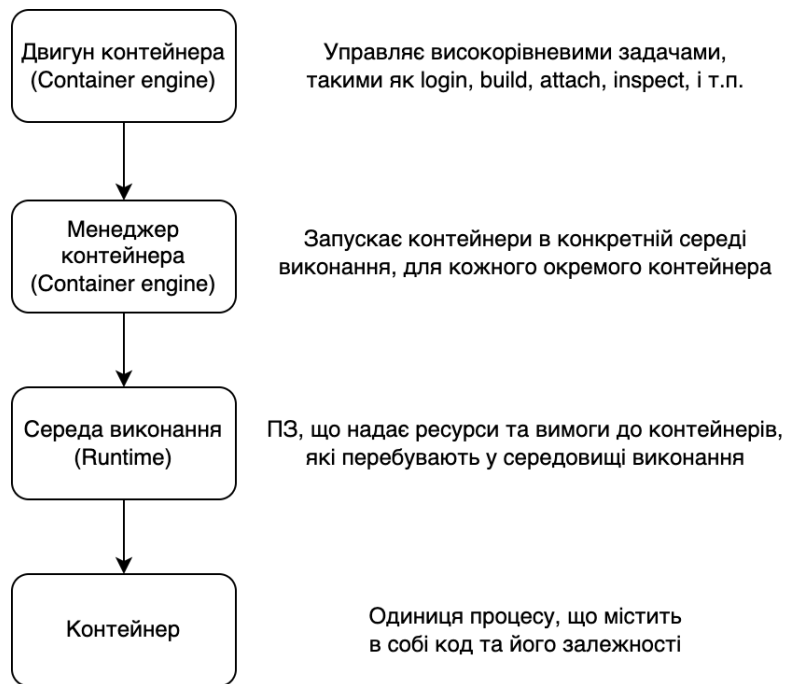 Двигун контейнера
(Container engine)
Управляє високорівневими задачами,
такими як login, build, attach, inspect, і т.п.
Менеджер
контейнера
(Container engine)
Запускає контейнери в конкретній середі
виконання, для кожного окремого контейнера
Середа виконання
(Runtime)
ПЗ, що надає ресурси та вимоги до контейнерів,
які перебувають у середовищі виконання
Контейнер
Одиниця процесу, що містить
в собі код та його залежності